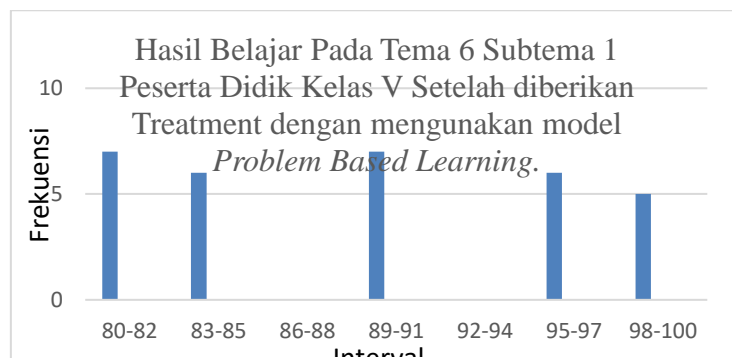 Hasil Belajar Pada Tema 6 Subtema 1
Peserta Didik Kelas V Setelah diberikan
Treatment dengan mengunakan model
Problem Based Learning.
10
5
0
Frekuensi
80-82 83-85 86-88 89-91 92-94 95-97 98-100
Interval